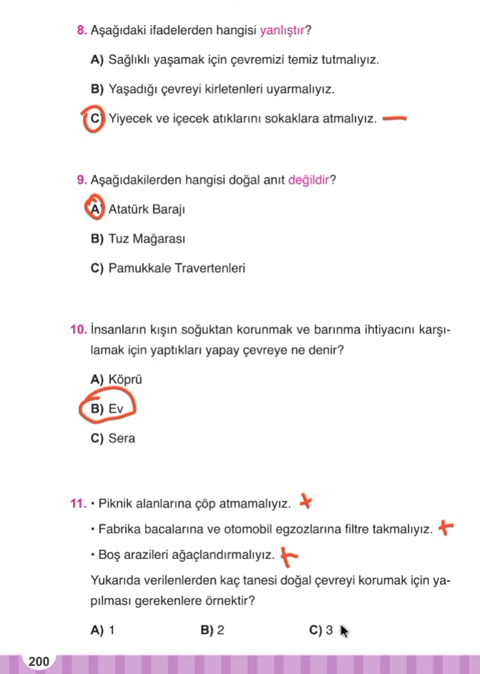 8. Aşağıdaki ifadelerden hangisi yanlıştır?
A) Sağlıklı yaşamak için çevremizi temiz tutmalıyız.
B) Yaşadığı çevreyi kirletenleri uyarmalıyız.
C) Yiyecek ve içecek atıklarını sokaklara atmalıyız.
9. Aşağıdakilerden hangisi doğal anıt değildir?
A) Atatürk Barajı
B) Tuz Mağarası
C) Pamukkale Travertenleri
10. İnsanların kışın soğuktan korunmak ve barınma ihtiyacını karşı-
lamak için yaptıkları yapay çevreye ne denir?
A) Köprü
B) Ev
C) Sera
11. • Piknik alanlarına çöp atmamalıyız.
• Fabrika bacalarına ve otomobil egzozlarına filtre takmalıyız.
• Boş arazileri ağaçlandırmalıyız.
Yukarıda verilenlerden kaç tanesi doğal çevreyi korumak için ya-
pılması gerekenlere örnektir?
A) 1 B) 2 C) 3
200